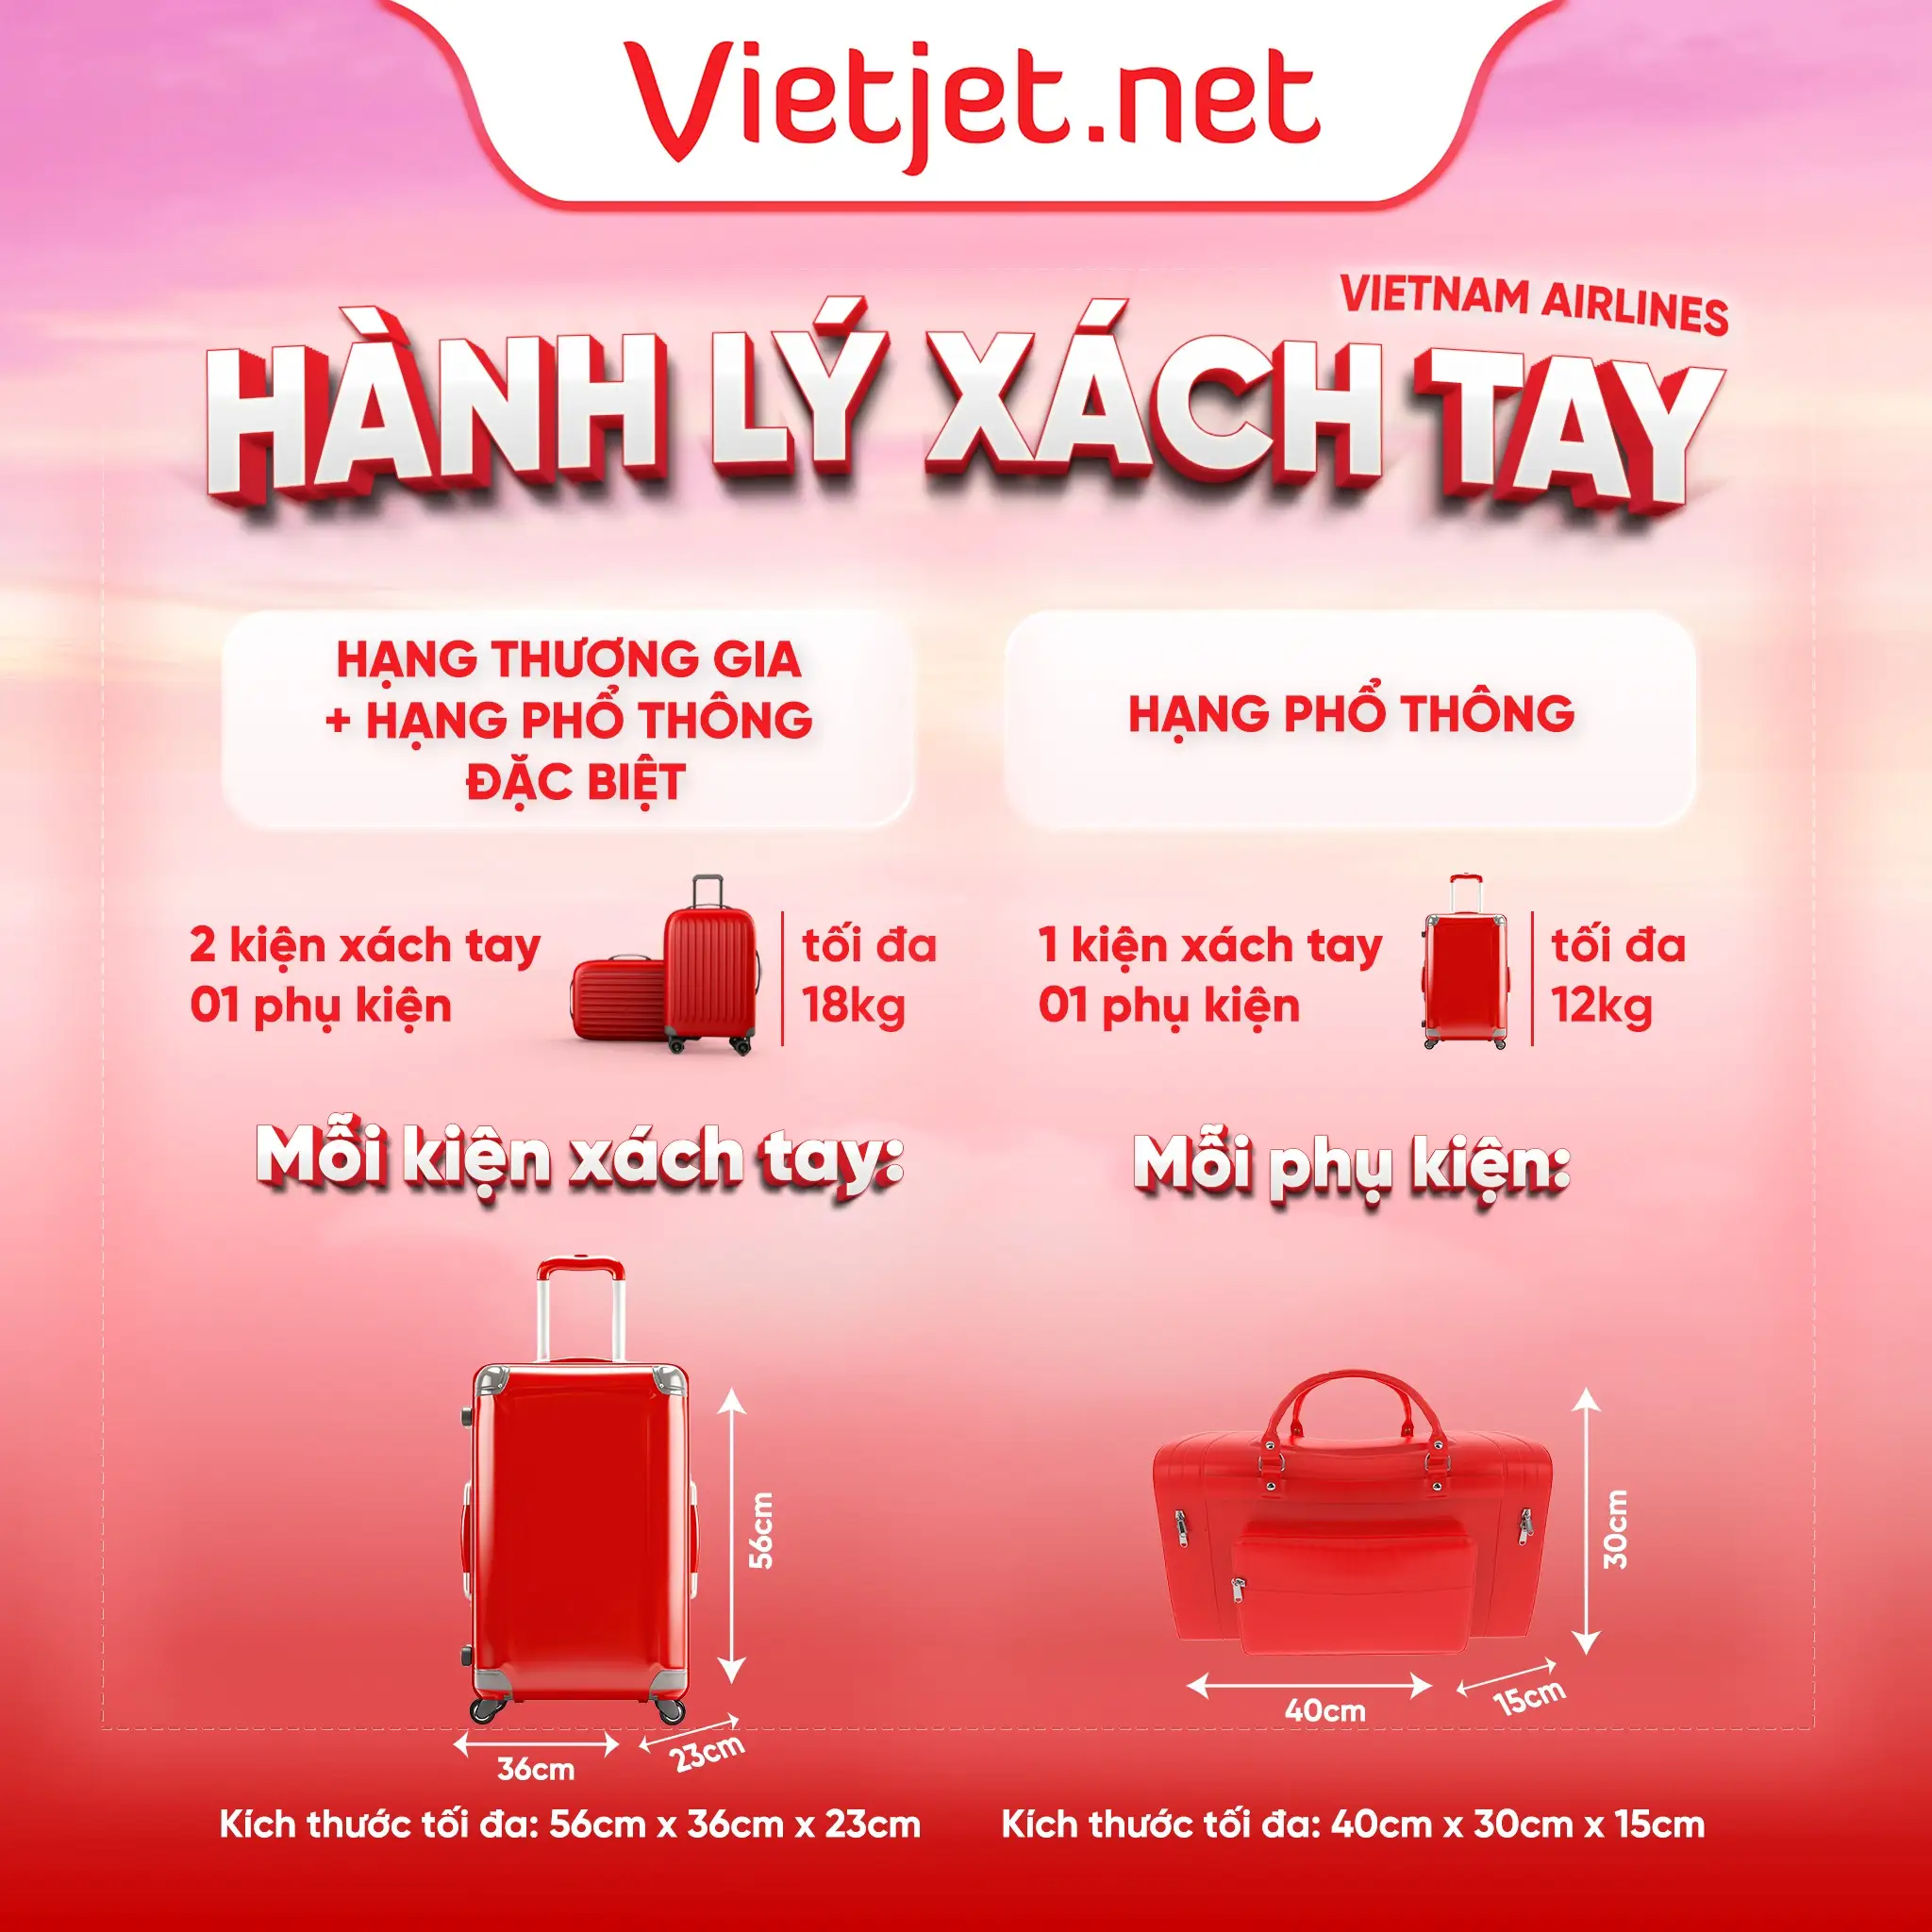 Vietjet.net
VIETNAM AIRLINES
HÀNH LÝ XÁCH TAY
HẠNG THƯƠNG GIA
+ HẠNG PHỔ THÔNG
ĐẶC BIỆT
2 kiện xách tay
01 phụ kiện
tối đa
18kg
HẠNG PHỔ THÔNG
1 kiện xách tay
01 phụ kiện
tối đa
12kg
Mỗi kiện xách tay:
56cm
36cm
23cm
Kích thước tối đa: 56cm x 36cm x 23cm
Mỗi phụ kiện:
30cm
40cm
15cm
Kích thước tối đa: 40cm x 30cm x 15cm